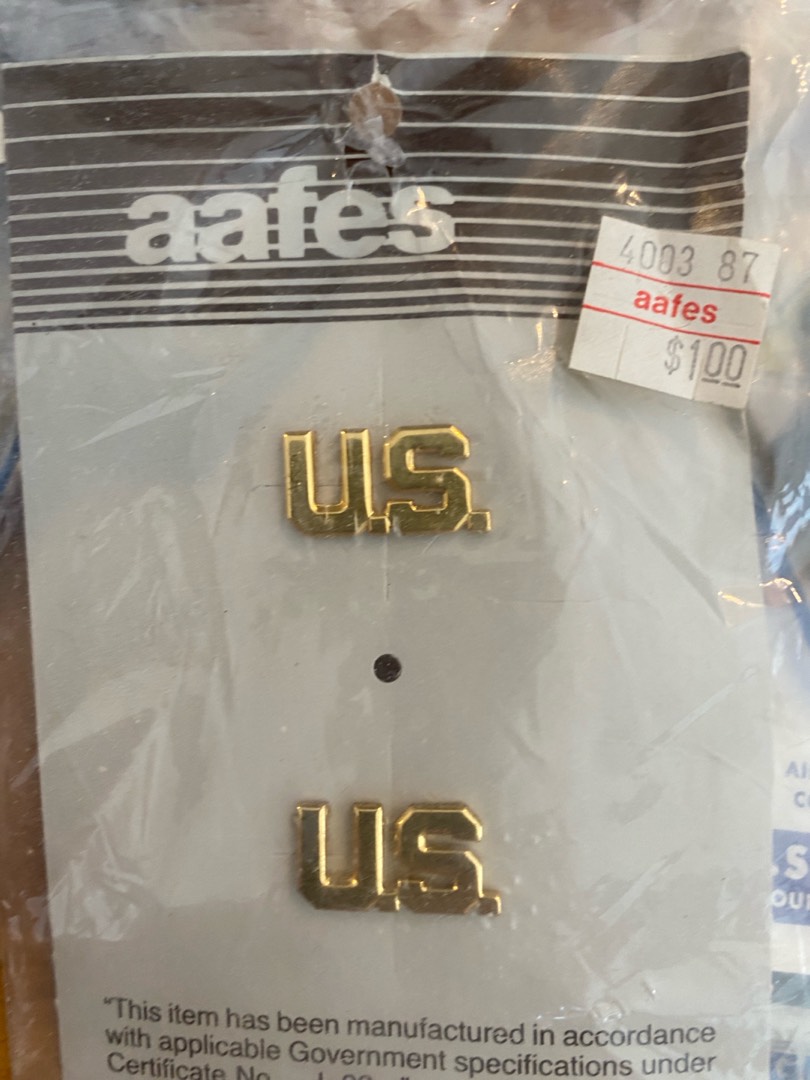 aafes
4003 87
aafes
$1.00
U.S.
U.S.
"This item has been manufactured in accordance
with applicable Government specifications under
Certificate No.